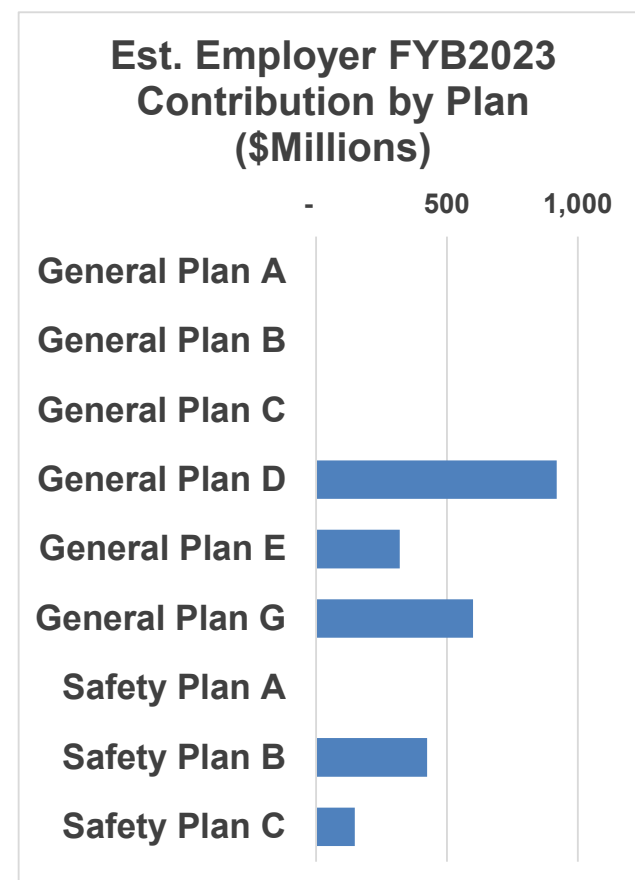 Est. Employer FYB2023
Contribution by Plan
($Millions)
- 500 1,000
General Plan A
General Plan B
General Plan C
General Plan D
General Plan E
General Plan G
Safety Plan A
Safety Plan B
Safety Plan C